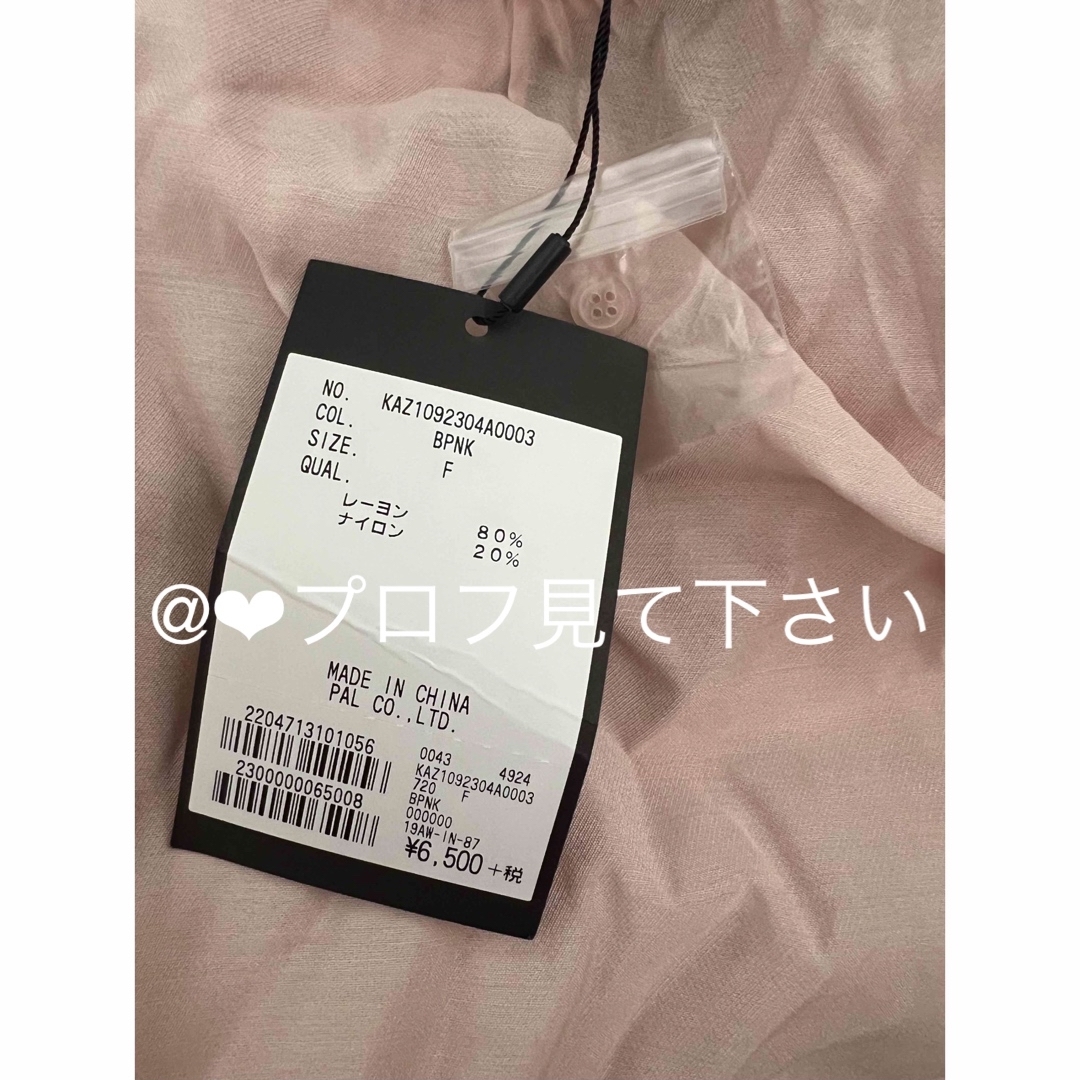 NO. KAZ1092304A0003
COL. BPNK
SIZE. F
QUAL.
レーヨン 80%
ナイロン 20%
@❤プロフ見て下さい
MADE IN CHINA
PAL CO.,LTD.
2204713101056
2300000065008
0043 4924
KAZ1092304A0003
720 F
BPNK
000000
19AW-IN-87
¥6,500+税